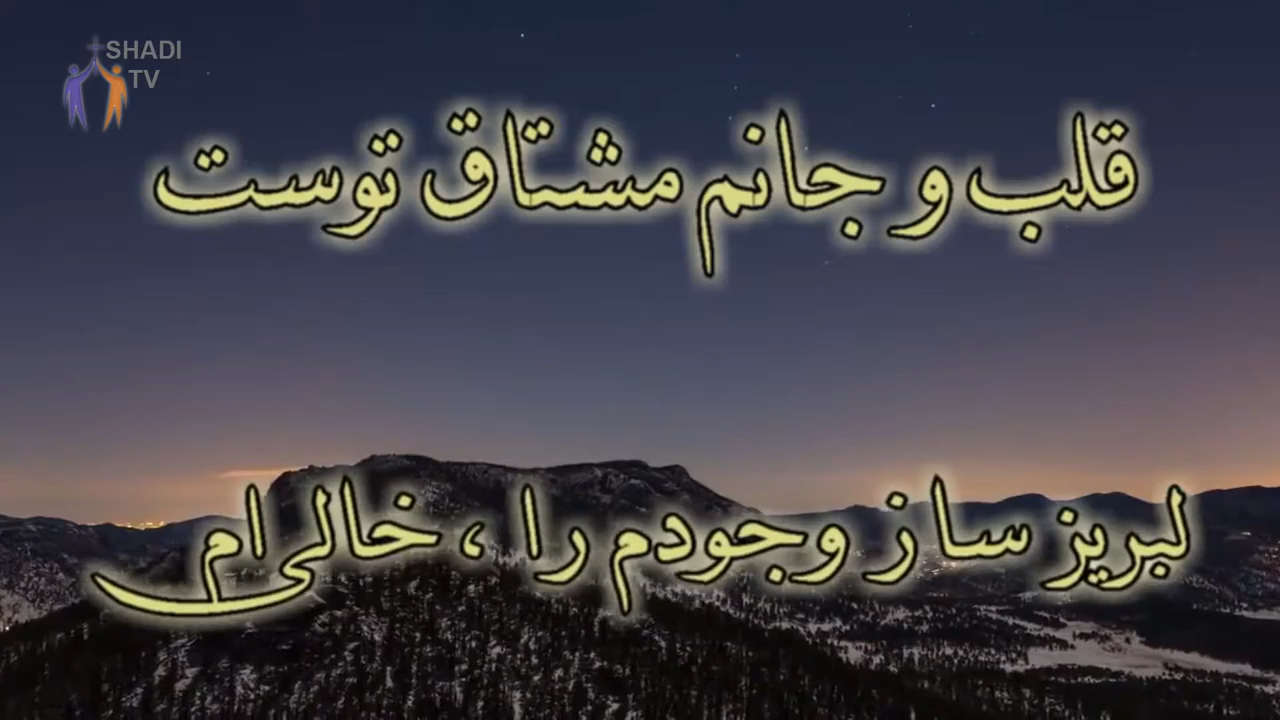 SHADI
TV
قلب و جانم مشتاق توست
لبریز ساز وجودم را ، خالی ام